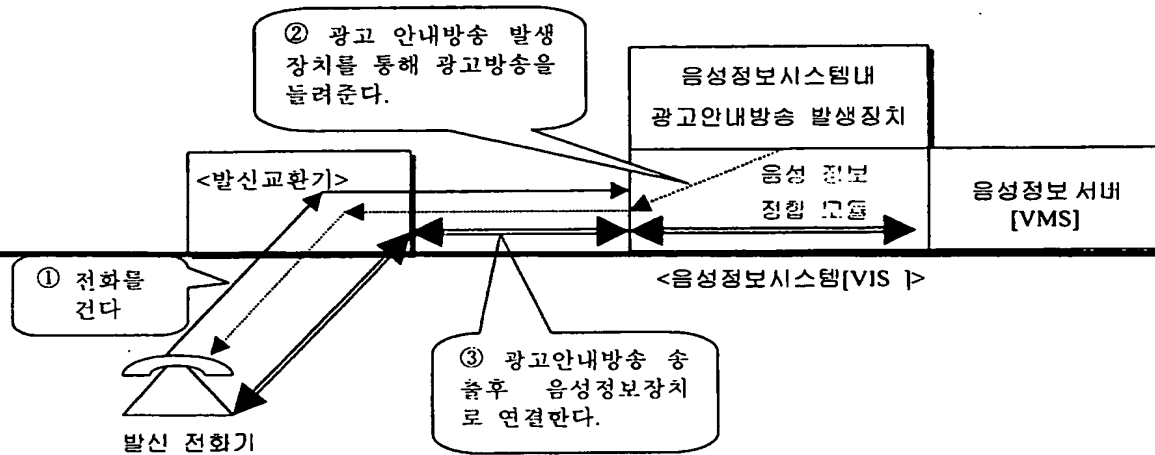 ② 광고 안내방송 발생
장치를 통해 광고방송을
들려준다.
음성정보시스템내
광고안내방송 발생장치
<발신교환기>
음성 정보
정합 모듈
음성정보 서버
[VMS]
① 전화를
건다
<음성정보시스템[VIS ]>
③ 광고안내방송 송
출후 음성정보장치
로 연결한다.
발신 전화기